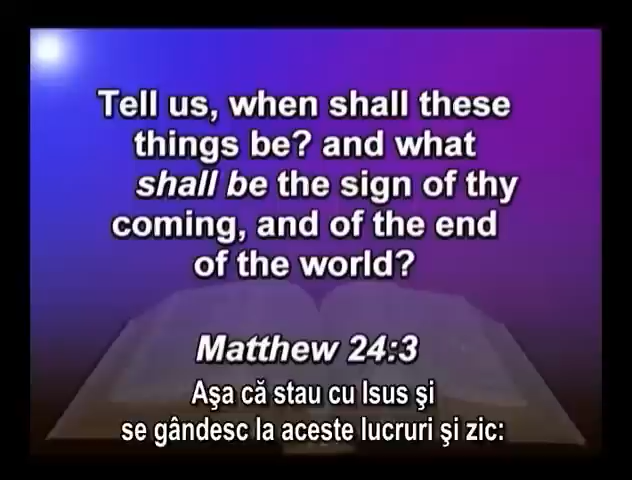 Tell us, when shall these
things be? and what
shall be the sign of thy
coming, and of the end
of the world?
Matthew 24:3
Aşa că stau cu Isus şi
se gândesc la aceste lucruri şi zic: